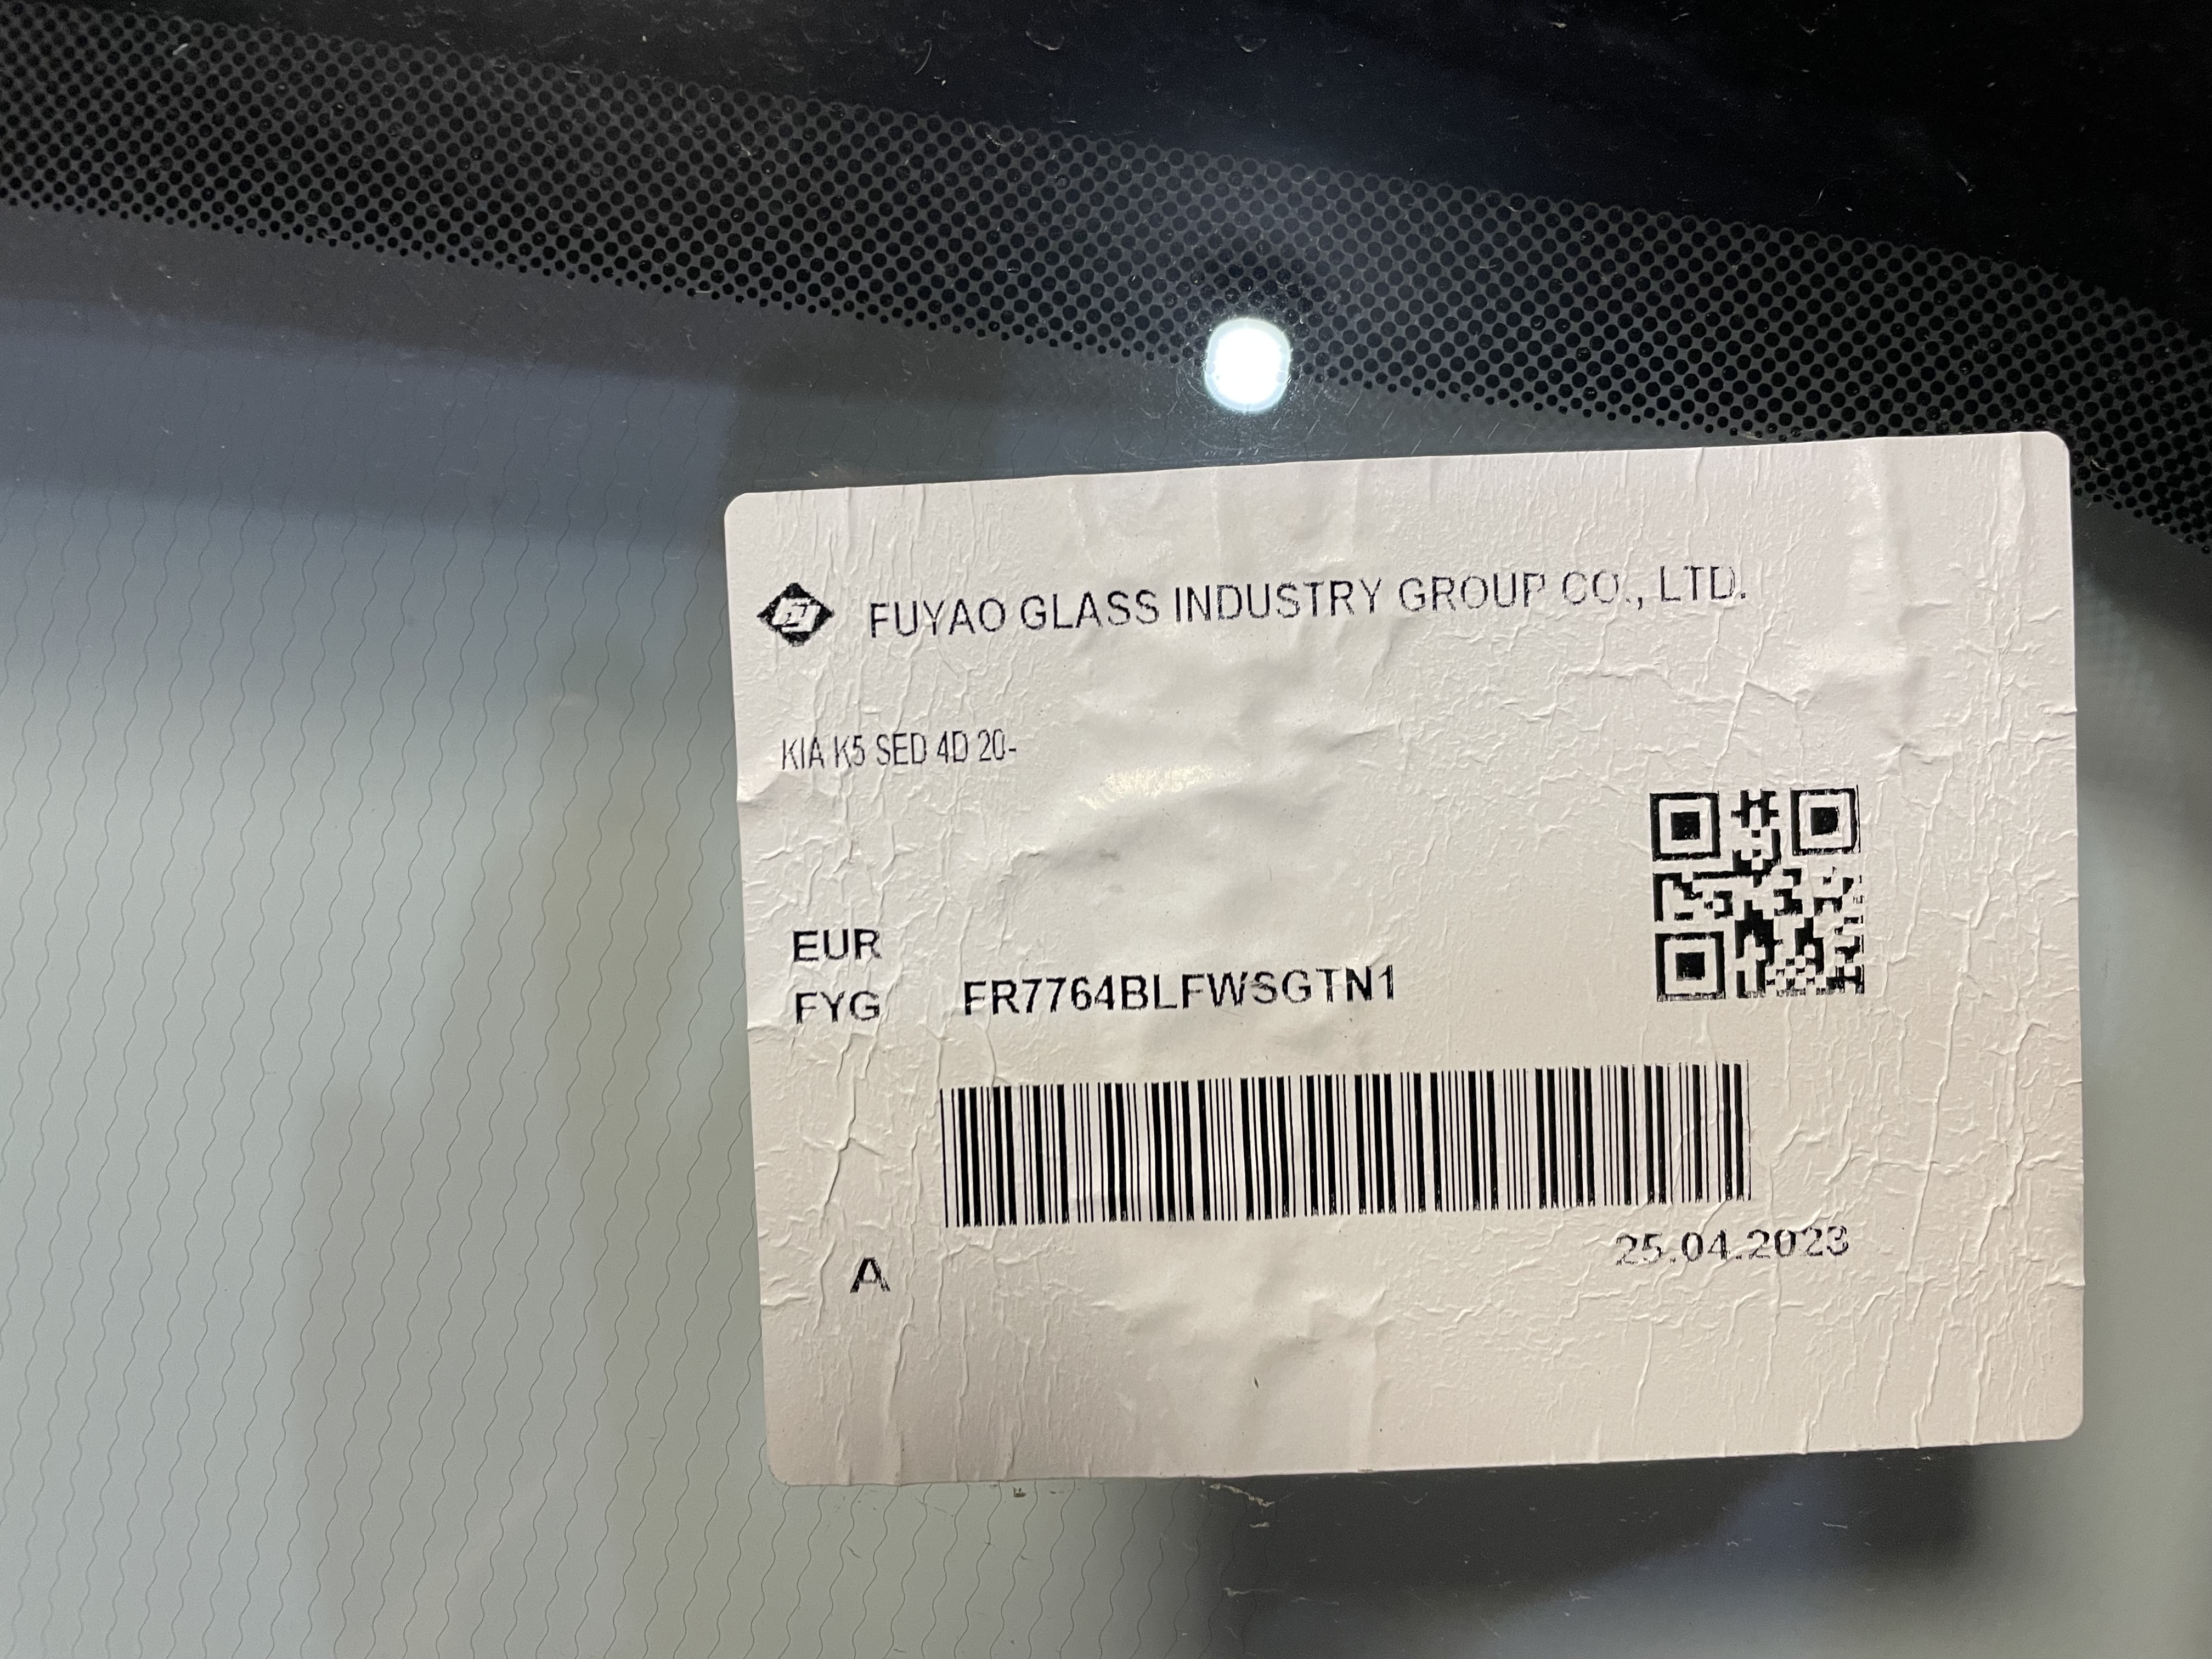 FUYAO GLASS INDUSTRY GROUP CO., LTD.
KIA K5 SED 4D 20-
EUR
FYG FR7764BLFWSGTN1
A
25.04.2023